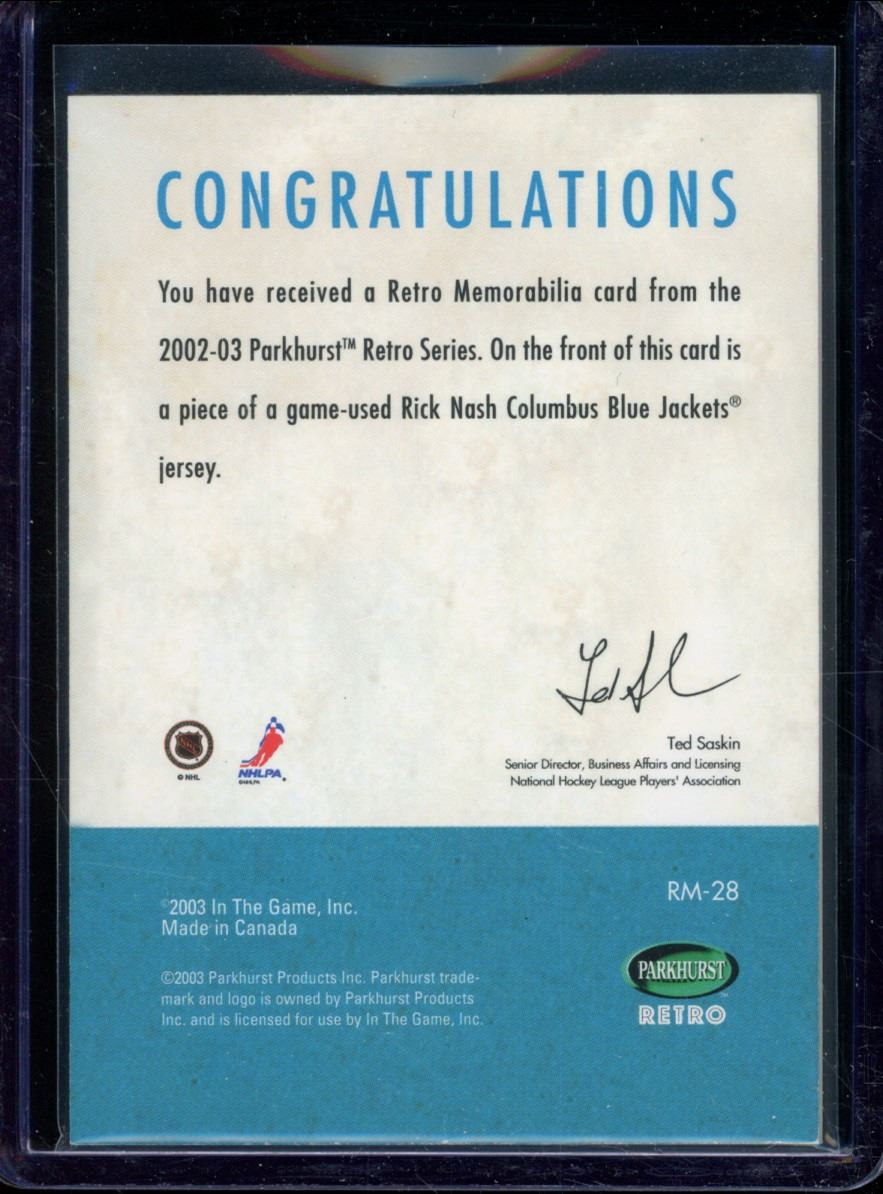 CONGRATULATIONS
You have received a Retro Memorabilia card from the
2002-03 Parkhurst™ Retro Series. On the front of this card is
a piece of a game-used Rick Nash Columbus Blue Jackets®
jersey.
Ted Saskin
Senior Director, Business Affairs and Licensing
National Hockey League Players' Association
NHL
© NHL
NHLPA
©NHLPA
RM-28
©2003 In The Game, Inc.
Made in Canada
©2003 Parkhurst Products Inc. Parkhurst trade-
mark and logo is owned by Parkhurst Products
Inc. and is licensed for use by In The Game, Inc.
PARKHURST
RETRO